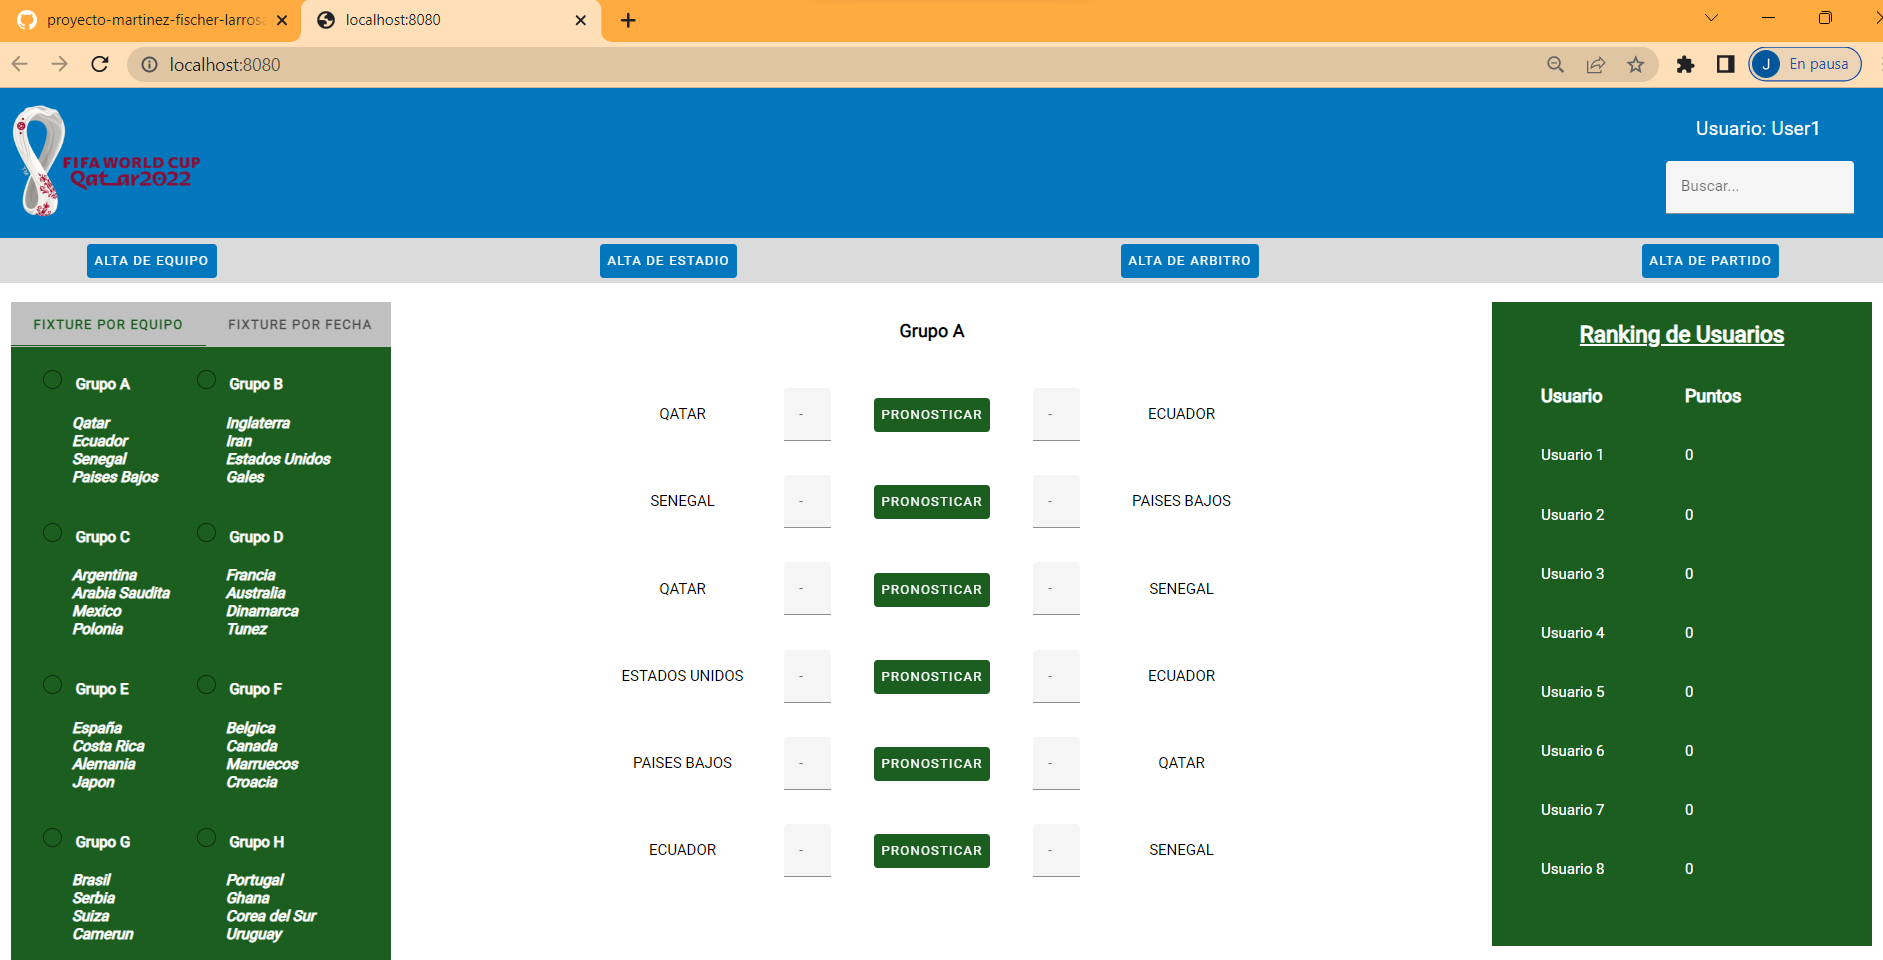 proyecto-martinez-fischer-larrosa
localhost:8080
localhost:8080
J
En pausa
FIFA WORLD CUP
Qatar2022
TM
Usuario: User1
Buscar...
ALTA DE EQUIPO
ALTA DE ESTADIO
ALTA DE ARBITRO
ALTA DE PARTIDO
FIXTURE POR EQUIPO
FIXTURE POR FECHA
Grupo A
Qatar
Ecuador
Senegal
Paises Bajos
Grupo B
Inglaterra
Iran
Estados Unidos
Gales
Grupo C
Argentina
Arabia Saudita
Mexico
Polonia
Grupo D
Francia
Australia
Dinamarca
Tunez
Grupo E
España
Costa Rica
Alemania
Japon
Grupo F
Belgica
Canada
Marruecos
Croacia
Grupo G
Brasil
Serbia
Suiza
Camerun
Grupo H
Portugal
Ghana
Corea del Sur
Uruguay
Grupo A
QATAR - PRONOSTICAR - ECUADOR
SENEGAL - PRONOSTICAR - PAISES BAJOS
QATAR - PRONOSTICAR - SENEGAL
ESTADOS UNIDOS - PRONOSTICAR - ECUADOR
PAISES BAJOS - PRONOSTICAR - QATAR
ECUADOR - PRONOSTICAR - SENEGAL
Ranking de Usuarios
Usuario Puntos
Usuario 1 0
Usuario 2 0
Usuario 3 0
Usuario 4 0
Usuario 5 0
Usuario 6 0
Usuario 7 0
Usuario 8 0